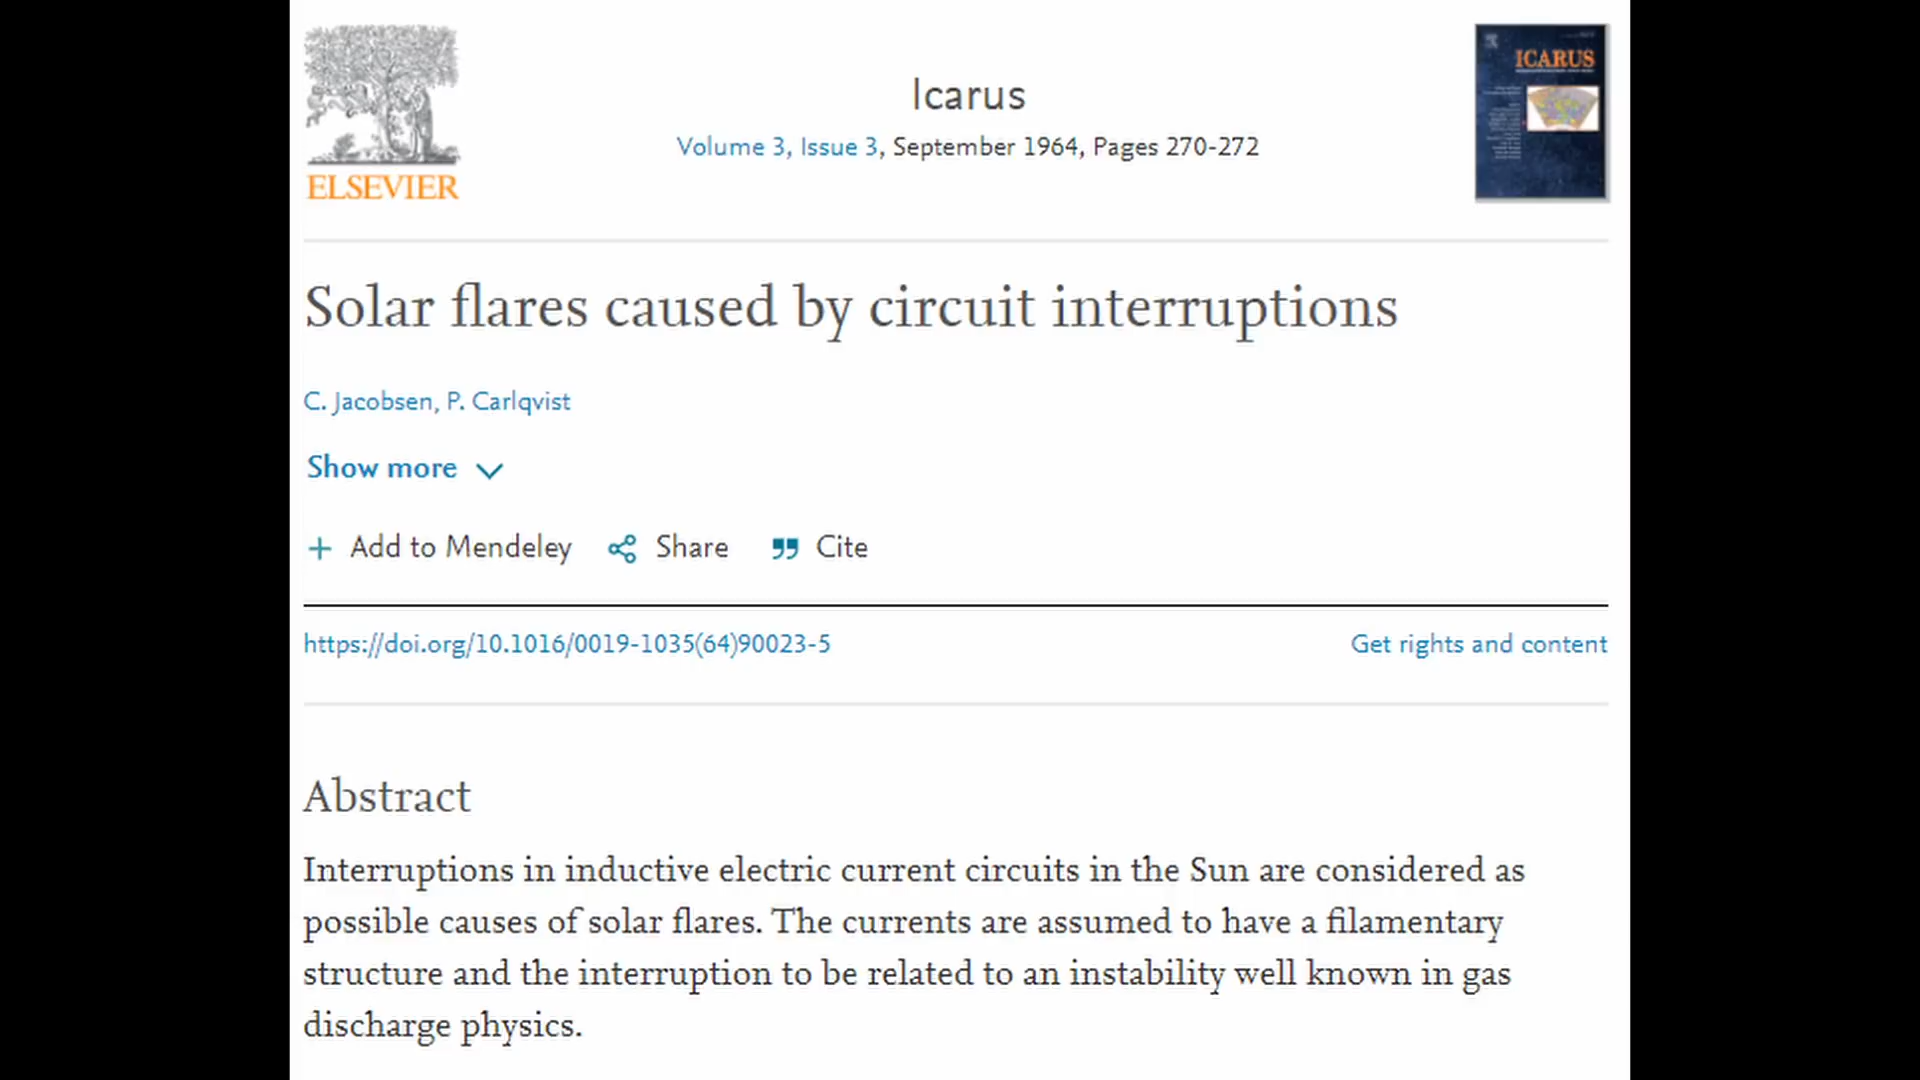 ELSEVIER
Icarus
Volume 3, Issue 3, September 1964, Pages 270-272
ICARUS
Solar flares caused by circuit interruptions
C. Jacobsen, P. Carlqvist
Show more
Add to Mendeley
Share
Cite
https://doi.org/10.1016/0019-1035(64)90023-5
Get rights and content
Abstract
Interruptions in inductive electric current circuits in the Sun are considered as
possible causes of solar flares. The currents are assumed to have a filamentary
structure and the interruption to be related to an instability well known in gas
discharge physics.